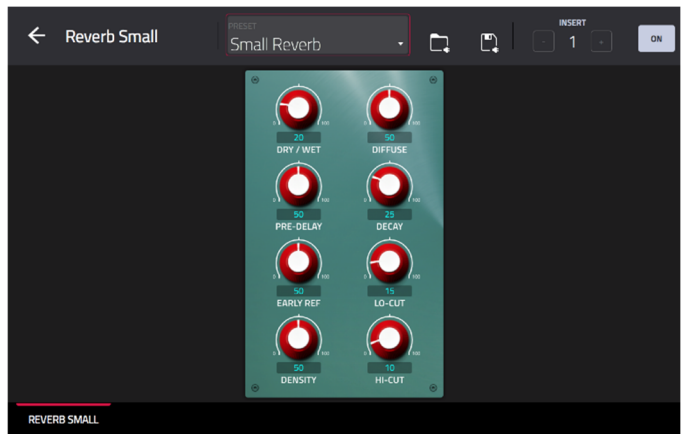 Reverb Small
PRESET
Small Reverb
INSERT
- 1 +
ON
0 100 0 100
20 50
DRY / WET DIFFUSE
0 100 0 100
50 25
PRE-DELAY DECAY
0 100 0 100
50 15
EARLY REF LO-CUT
0 100 0 100
50 10
DENSITY HI-CUT
REVERB SMALL